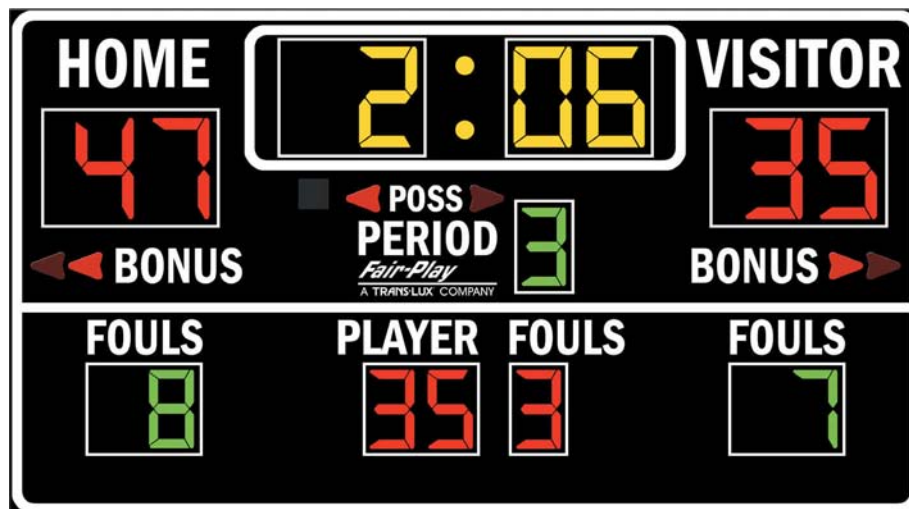 HOME 2:06 VISITOR
47 35
POSS
PERIOD 3
Fair-Play
A TRANS-LUX COMPANY
BONUS BONUS
FOULS PLAYER FOULS FOULS
8 35 3 7